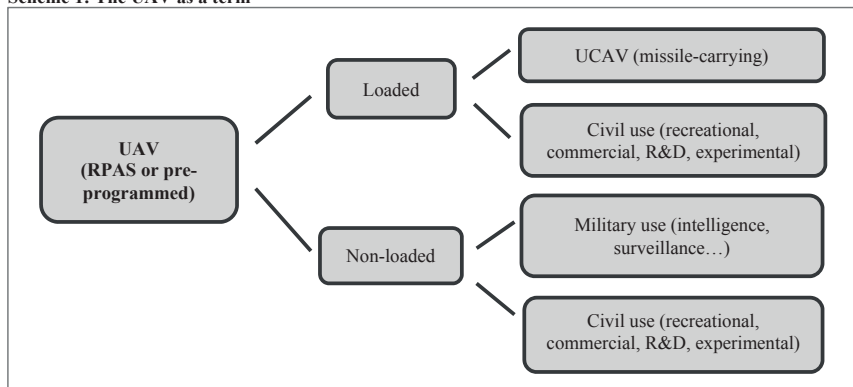 Scheme 1: The UAV as a term
UAV
(RPAS or pre-
programmed)
Loaded
UCAV (missile-carrying)
Civil use (recreational,
commercial, R&D, experimental)
Non-loaded
Military use (intelligence,
surveillance…)
Civil use (recreational,
commercial, R&D, experimental)